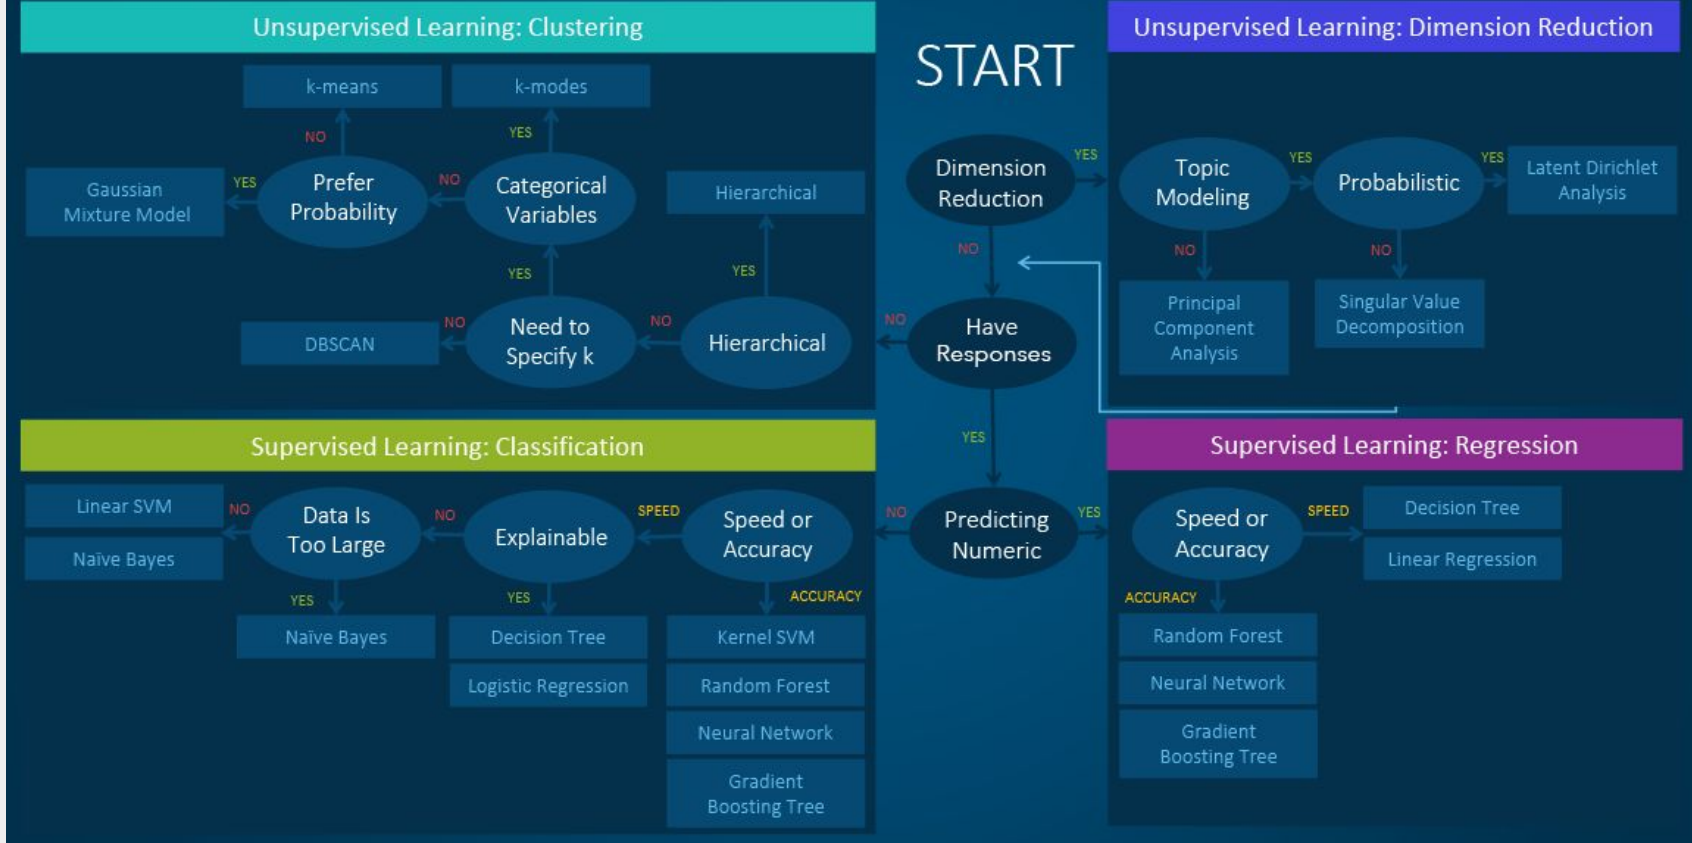 Unsupervised Learning: Clustering
START
Unsupervised Learning: Dimension Reduction
k-means
k-modes
NO
YES
Gaussian
Mixture Model
YES
Prefer
Probability
NO
Categorical
Variables
Hierarchical
YES
YES
DBSCAN
NO
Need to
Specify k
NO
Hierarchical
NO
Dimension
Reduction
YES
NO
Have
Responses
YES
Topic
Modeling
YES
Probabilistic
YES
Latent Dirichlet
Analysis
NO
NO
Principal
Component
Analysis
Singular Value
Decomposition
Supervised Learning: Classification
Supervised Learning: Regression
Linear SVM
Naïve Bayes
NO
Data Is
Too Large
NO
Explainable
SPEED
Speed or
Accuracy
NO
Predicting
Numeric
YES
YES
YES
ACCURACY
Naïve Bayes
Decision Tree
Logistic Regression
Kernel SVM
Random Forest
Neural Network
Gradient
Boosting Tree
Speed or
Accuracy
SPEED
Decision Tree
Linear Regression
ACCURACY
Random Forest
Neural Network
Gradient
Boosting Tree